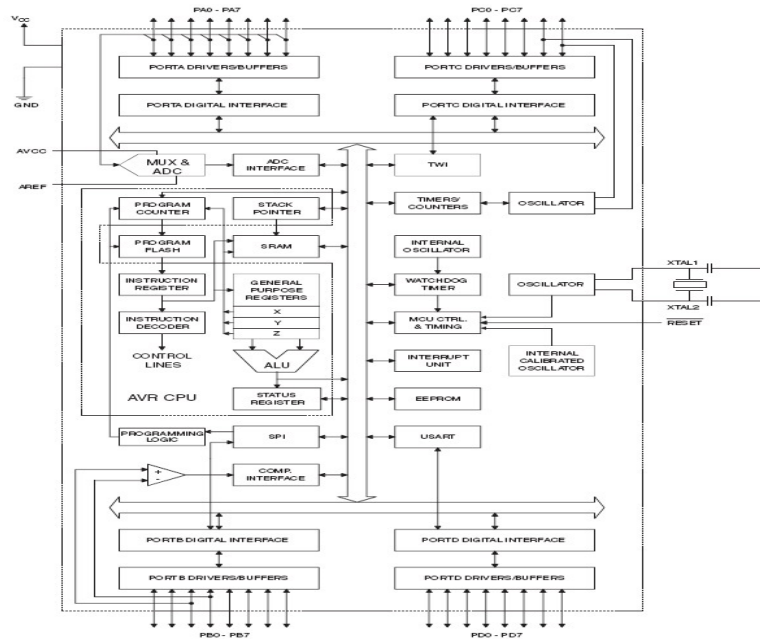 PA0 - PA7
PC0 - PC7
VCC
GND
PORTA DRIVERS/BUFFERS
PORTC DRIVERS/BUFFERS
PORTA DIGITAL INTERFACE
PORTC DIGITAL INTERFACE
AVCC
MUX &
ADC
ADC
INTERFACE
TWI
AREF
PROGRAM
COUNTER
STACK
POINTER
TIMERS/
COUNTERS
OSCILLATOR
PROGRAM
FLASH
SRAM
INTERNAL
OSCILLATOR
XTAL1
INSTRUCTION
REGISTER
GENERAL
PURPOSE
REGISTERS
WATCHDOG
TIMER
OSCILLATOR
X
Y
Z
XTAL2
INSTRUCTION
DECODER
MCU CTRL.
& TIMING
RESET
CONTROL
LINES
ALU
INTERRUPT
UNIT
INTERNAL
CALIBRATED
OSCILLATOR
AVR CPU
STATUS
REGISTER
EEPROM
PROGRAMMING
LOGIC
SPI
USART
+
-
COMP.
INTERFACE
PORTB DIGITAL INTERFACE
PORTD DIGITAL INTERFACE
PORTB DRIVERS/BUFFERS
PORTD DRIVERS/BUFFERS
PB0 - PB7
PD0 - PD7